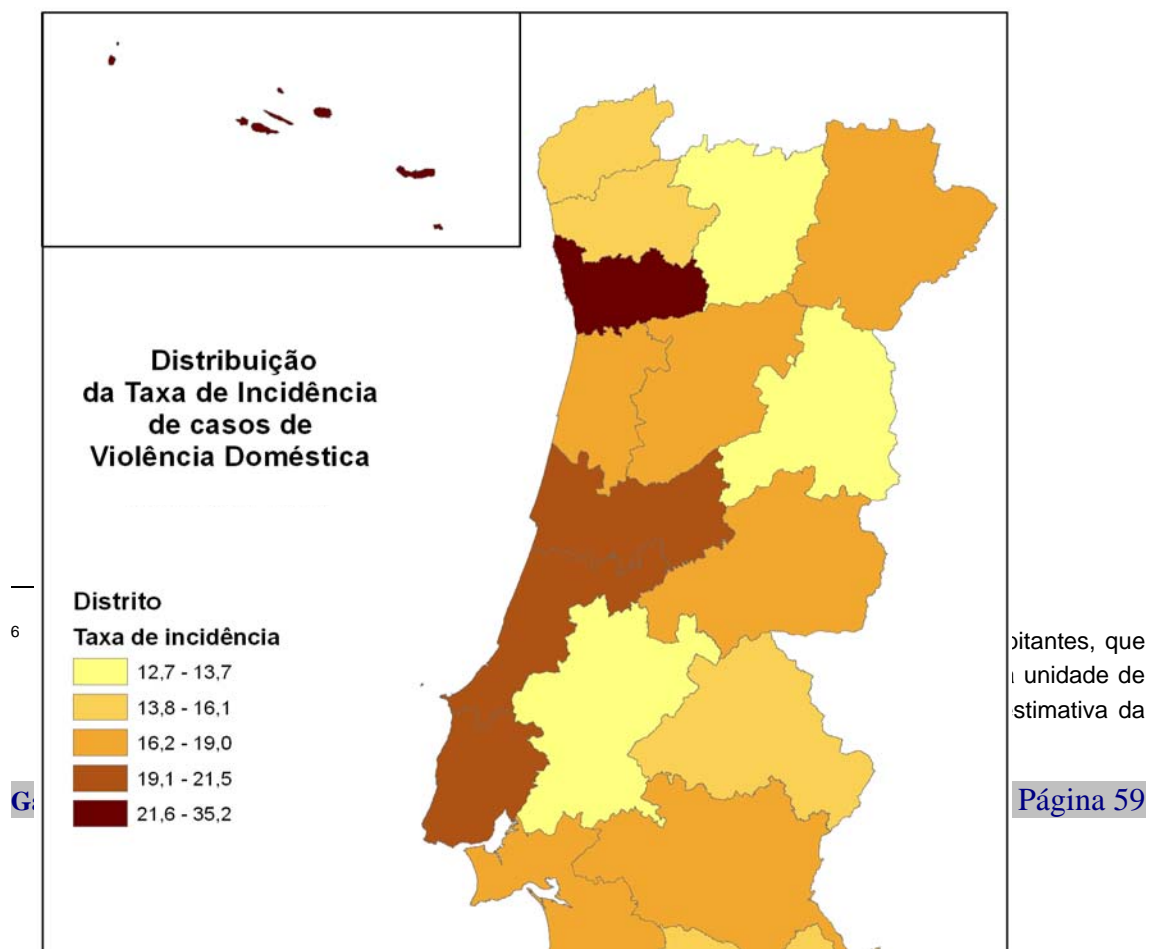 Distribuição
da Taxa de Incidência
de casos de
Violência Doméstica
Distrito
Taxa de incidência
12,7 - 13,7
13,8 - 16,1
16,2 - 19,0
19,1 - 21,5
21,6 - 35,2
6
que
unidade de
da
Página 59